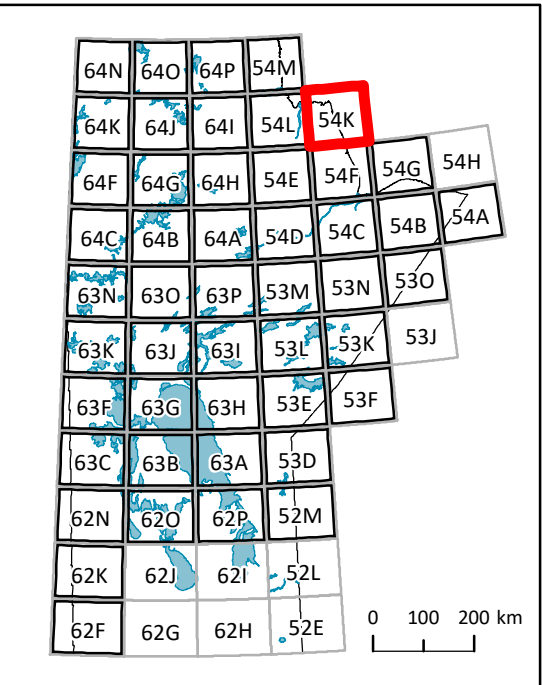 64N 64O 64P 54M
64K 64J 64I 54L 54K
64F 64G 64H 54E 54F 54G 54H
64C 64B 64A 54D 54C 54B 54A
63N 63O 63P 53M 53N 53O
63K 63J 63I 53L 53K 53J
63F 63G 63H 53E 53F
63C 63B 63A 53D
62N 62O 62P 52M
62K 62J 62I 52L
62F 62G 62H 52E
0 100 200 km